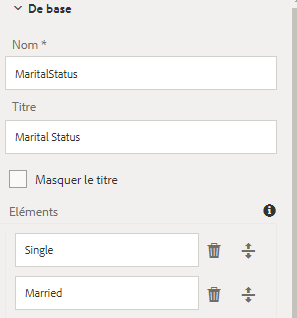 De base
Nom *
MaritalStatus
Titre
Marital Status
Masquer le titre
Eléments
Single
Married